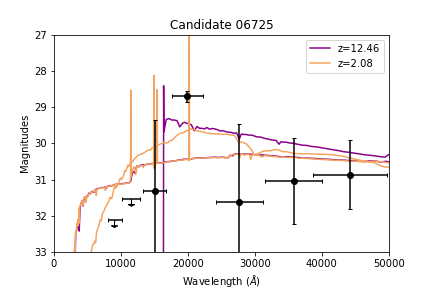 Candidate 06725
27
28
29
30
31
32
33
Magnitudes
z=12.46
z=2.08
0
10000
20000
30000
40000
50000
Wavelength (Å)